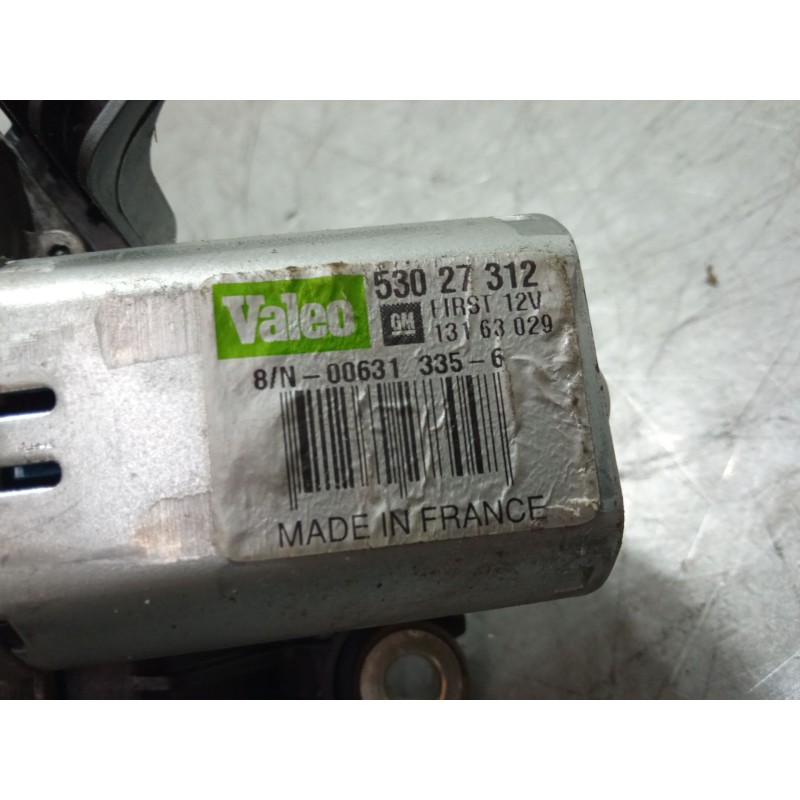 Valeo
530 27 312
GM
FIRST 12V
131 63 029
8/N-00631 335-6
MADE IN FRANCE